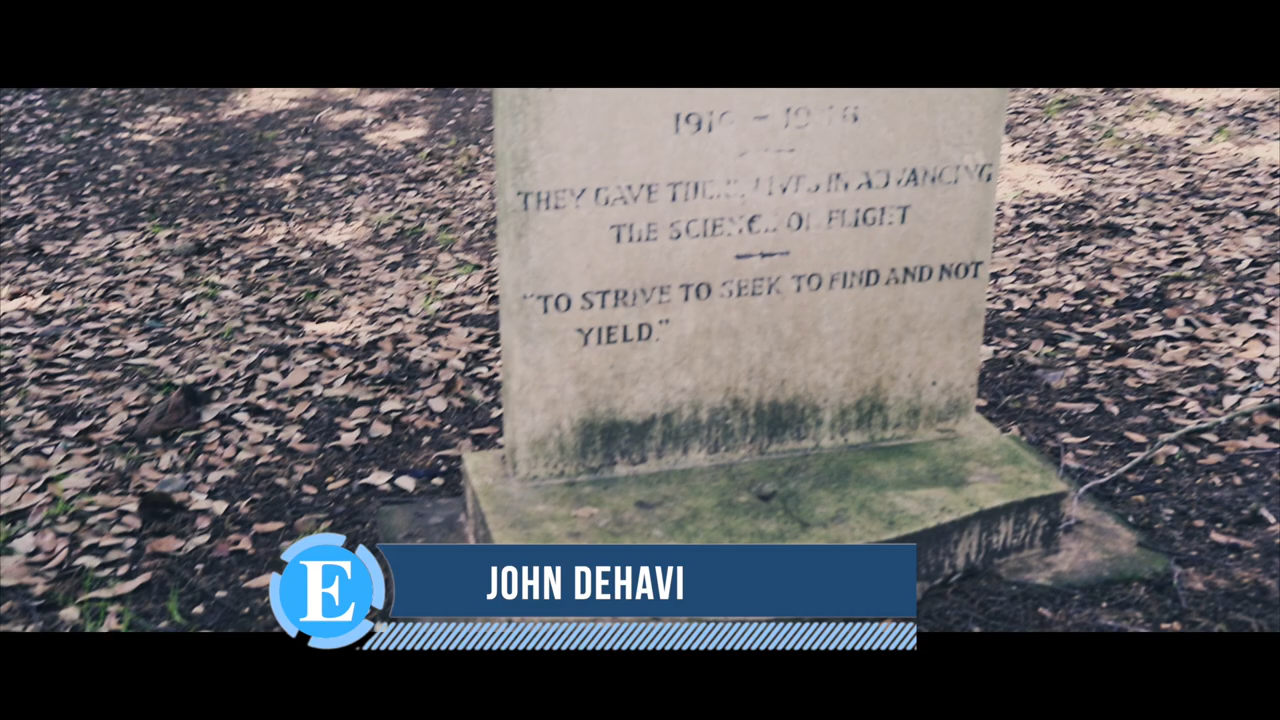 THEY GAVE THEIR LIVES IN ADVANCING
THE SCIENCE OF FLIGHT
"TO STRIVE TO SEEK TO FIND AND NOT
YIELD."
E
JOHN DEHAVI